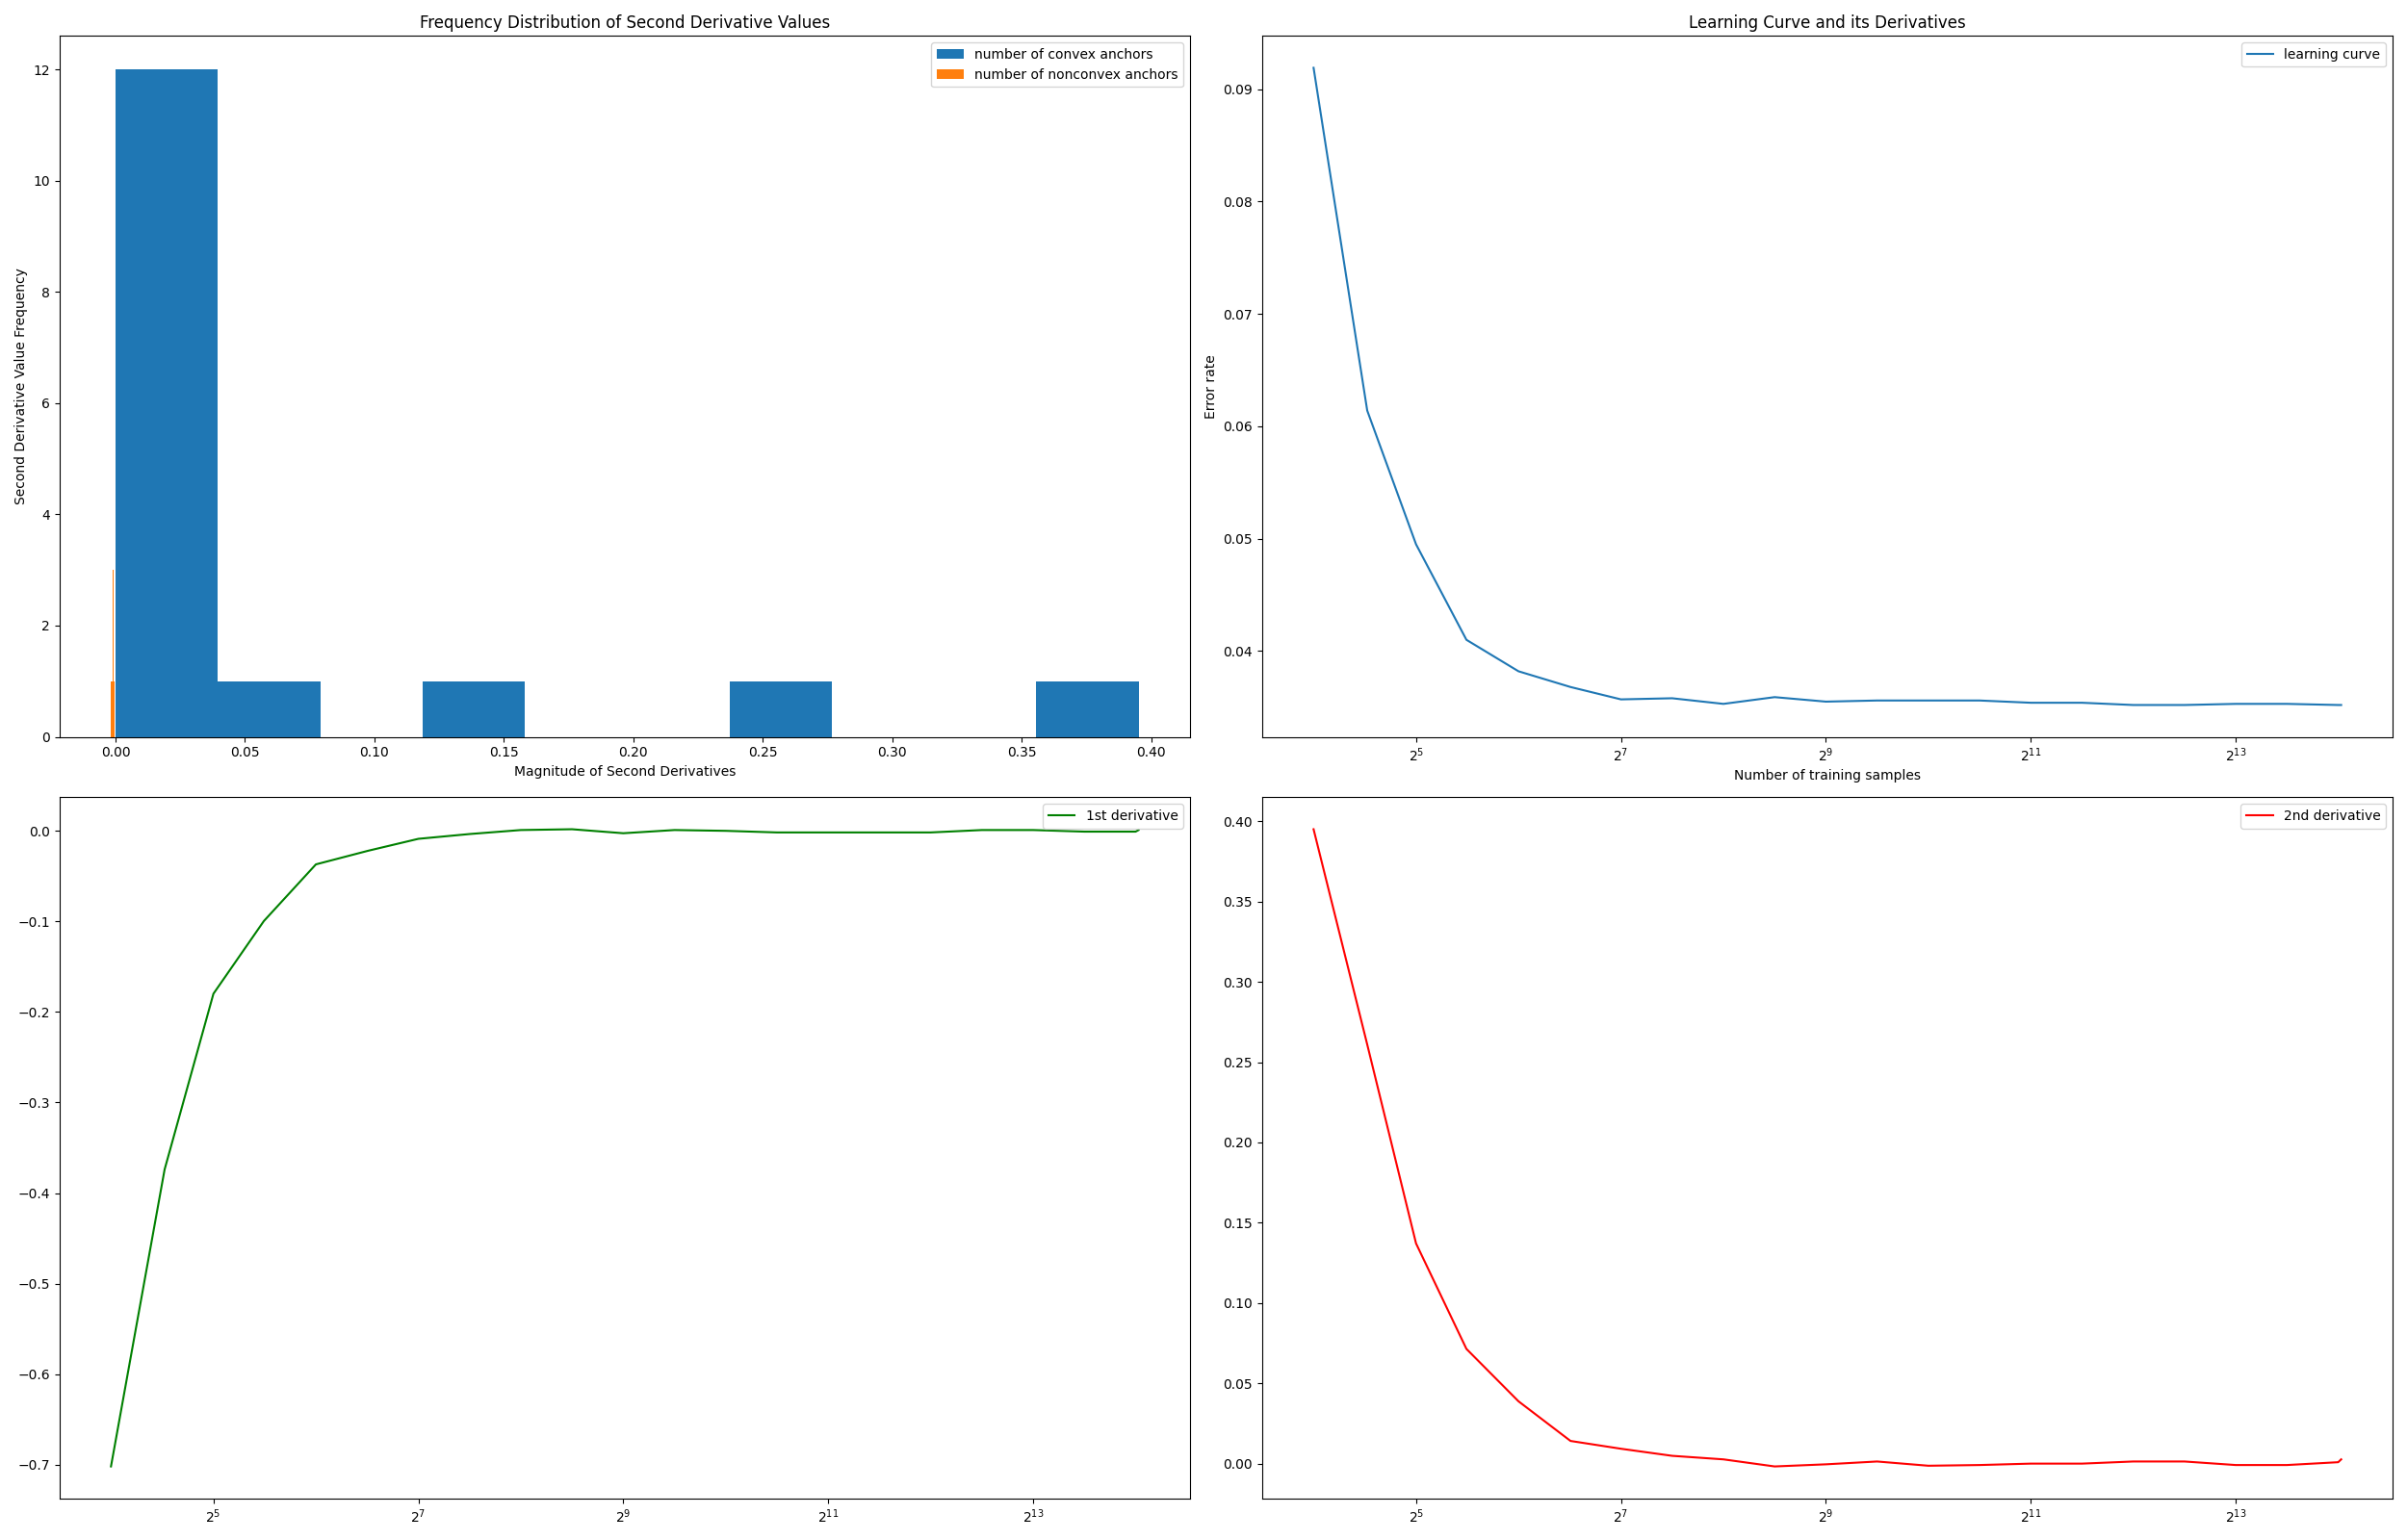 Frequency Distribution of Second Derivative Values
number of convex anchors
number of nonconvex anchors
12
10
8
6
4
2
0
Second Derivative Value Frequency
0.00 0.05 0.10 0.15 0.20 0.25 0.30 0.35 0.40
Magnitude of Second Derivatives
Learning Curve and its Derivatives
learning curve
0.09
0.08
0.07
0.06
0.05
0.04
Error rate
2^5 2^7 2^9 2^11 2^13
Number of training samples
1st derivative
0.0
−0.1
−0.2
−0.3
−0.4
−0.5
−0.6
−0.7
2^5 2^7 2^9 2^11 2^13
2nd derivative
0.40
0.35
0.30
0.25
0.20
0.15
0.10
0.05
0.00
2^5 2^7 2^9 2^11 2^13